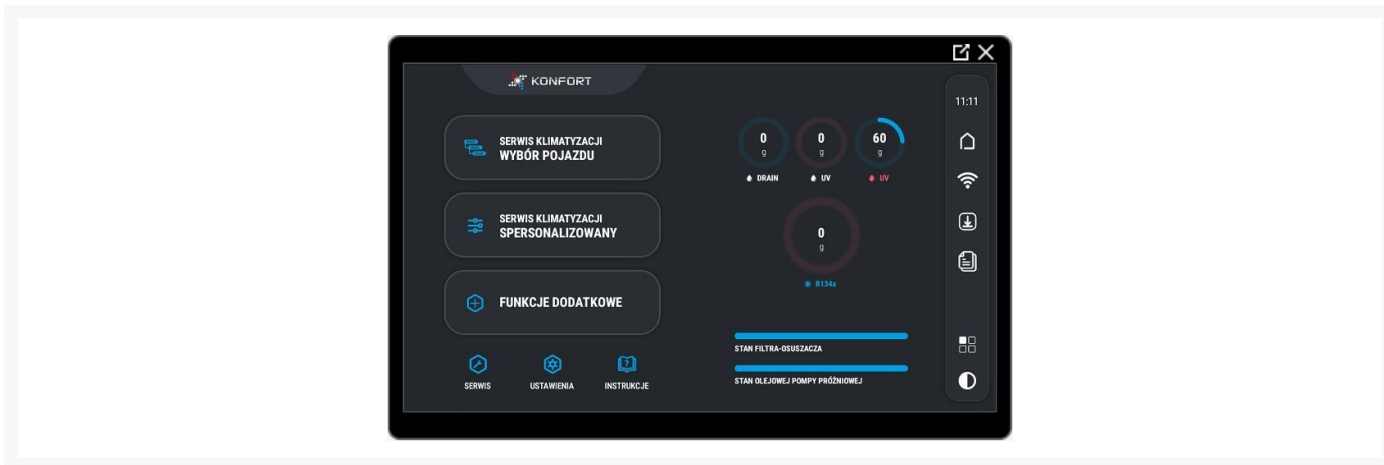 KONFORT
SERWIS KLIMATYZACJI
WYBÓR POJAZDU
SERWIS KLIMATYZACJI
SPERSONALIZOWANY
FUNKCJE DODATKOWE
SERWIS
USTAWIENIA
INSTRUKCJE
0
g
DRAIN
0
g
UV
60
g
UV
0
g
R134a
STAN FILTRA-OSUSZACZA
STAN OLEJOWEJ POMPY PRÓŻNIOWEJ
11:11